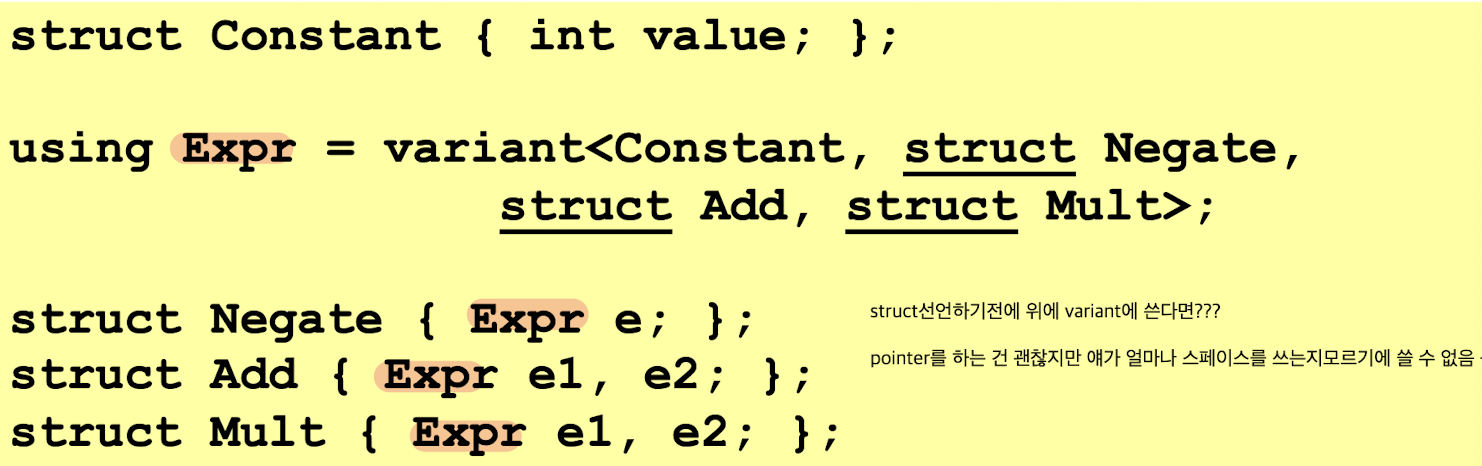 struct Constant { int value; };
using Expr = variant<Constant, struct Negate,
struct Add, struct Mult>;
struct Negate { Expr e; };
struct선언하기전에 위에 variant에 쓴다면???
pointer를 하는 건 괜찮지만 얘가 얼마나 스페이스를 쓰는지모르기에 쓸 수 없음
struct Add { Expr e1, e2; };
struct Mult { Expr e1, e2; };